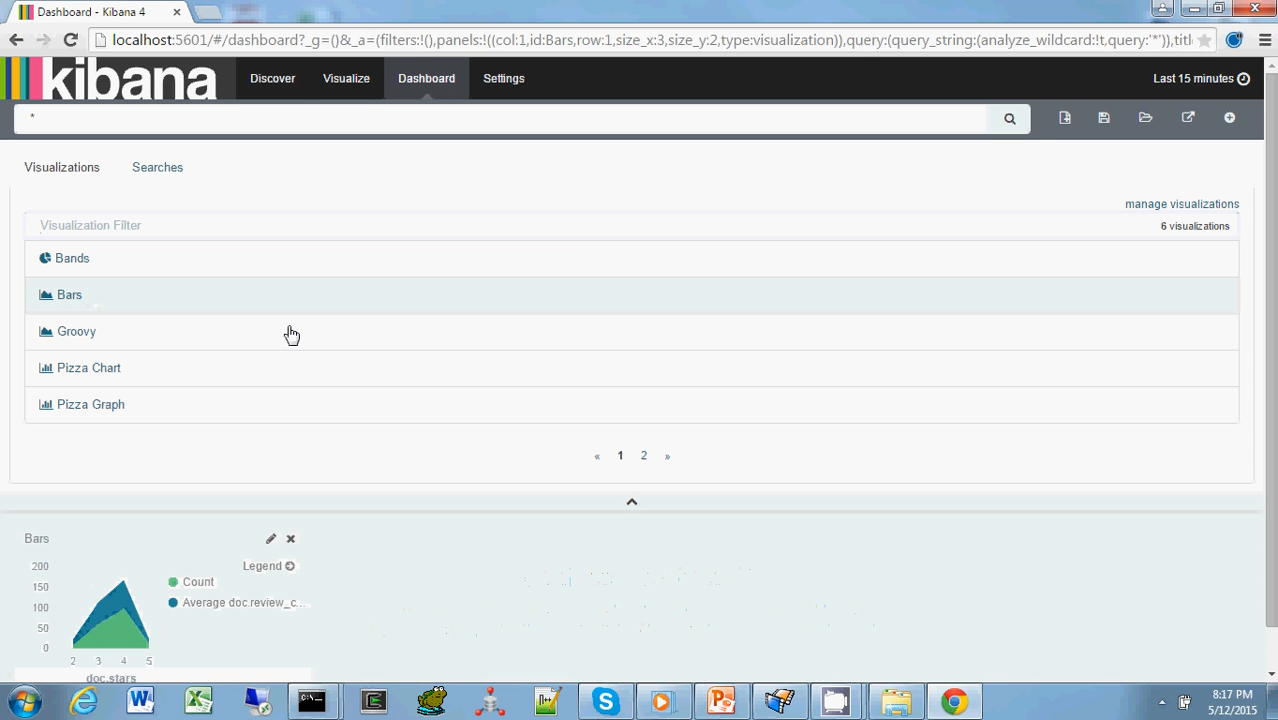 Dashboard - Kibana 4
localhost:5601/#/dashboard?_g=()&_a=(filters:!(),panels:!((col:1,id:Bars,row:1,size_x:3,size_y:2,type:visualization)),query:(query_string:(analyze_wildcard:!t,query:'*')),titl
kibana Discover Visualize Dashboard Settings Last 15 minutes
*
Visualizations Searches
manage visualizations
Visualization Filter 6 visualizations
Bands
Bars
Groovy
Pizza Chart
Pizza Graph
« 1 2 »
Bars
Legend
200
150
100
50
0
Count
Average doc.review_c...
2 3 4 5
doc.stars
8:17 PM
5/12/2015